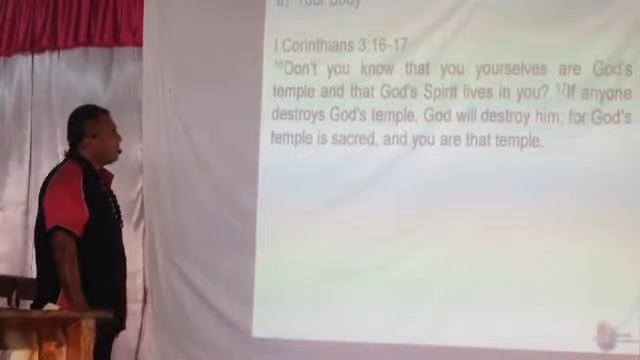 a) Your Body
I Corinthians 3:16-17
¹⁶Don't you know that you yourselves are God's
temple and that God's Spirit lives in you? ¹⁷If anyone
destroys God's temple, God will destroy him; for God's
temple is sacred, and you are that temple.